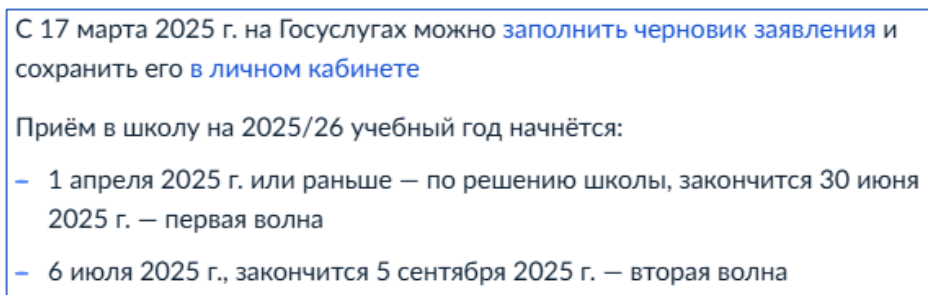 С 17 марта 2025 г. на Госуслугах можно заполнить черновик заявления и
сохранить его в личном кабинете
Приём в школу на 2025/26 учебный год начнётся:
– 1 апреля 2025 г. или раньше — по решению школы, закончится 30 июня
2025 г. — первая волна
– 6 июля 2025 г., закончится 5 сентября 2025 г. — вторая волна